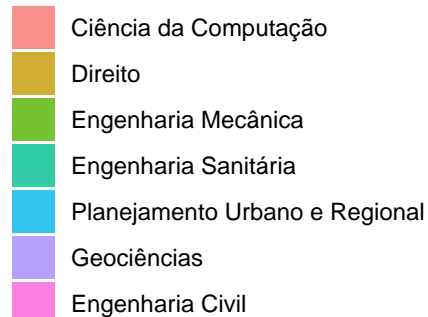 Ciência da Computação
Direito
Engenharia Mecânica
Engenharia Sanitária
Planejamento Urbano e Regional
Geociências
Engenharia Civil